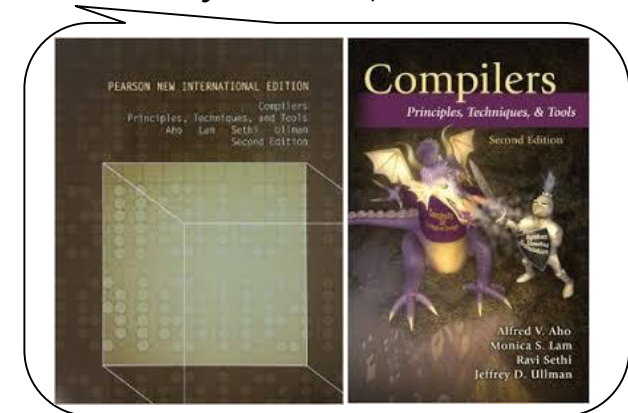 PEARSON NEW INTERNATIONAL EDITION
Compilers
Principles, Techniques, and Tools
Aho Lam Sethi Ullman
Second Edition
Compilers
Principles, Techniques, & Tools
Second Edition
Alfred V. Aho
Monica S. Lam
Ravi Sethi
Jeffrey D. Ullman